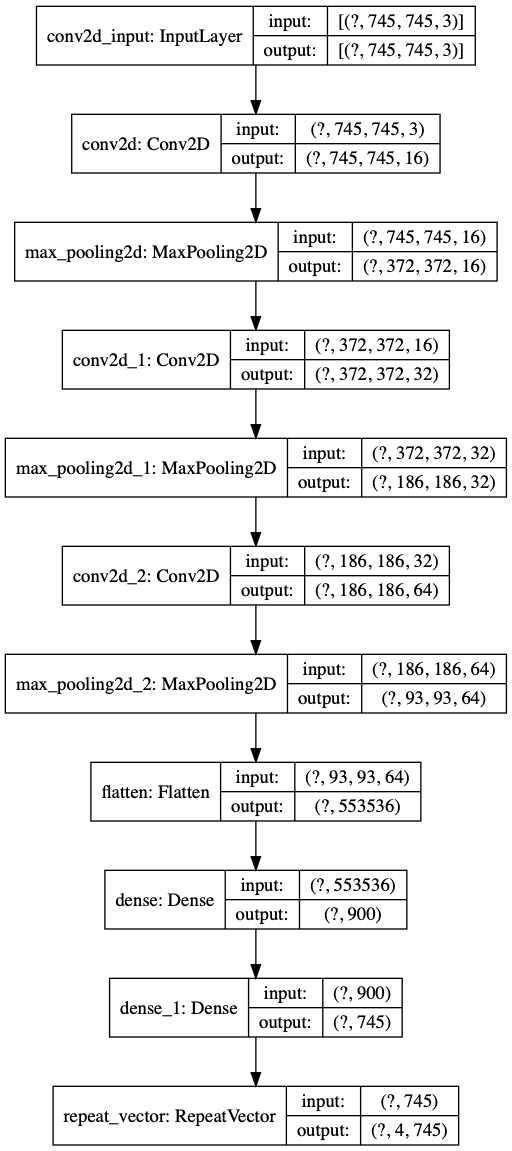 conv2d_input: InputLayer
input: [(?, 745, 745, 3)]
output: [(?, 745, 745, 3)]
conv2d: Conv2D
input: (?, 745, 745, 3)
output: (?, 745, 745, 16)
max_pooling2d: MaxPooling2D
input: (?, 745, 745, 16)
output: (?, 372, 372, 16)
conv2d_1: Conv2D
input: (?, 372, 372, 16)
output: (?, 372, 372, 32)
max_pooling2d_1: MaxPooling2D
input: (?, 372, 372, 32)
output: (?, 186, 186, 32)
conv2d_2: Conv2D
input: (?, 186, 186, 32)
output: (?, 186, 186, 64)
max_pooling2d_2: MaxPooling2D
input: (?, 186, 186, 64)
output: (?, 93, 93, 64)
flatten: Flatten
input: (?, 93, 93, 64)
output: (?, 553536)
dense: Dense
input: (?, 553536)
output: (?, 900)
dense_1: Dense
input: (?, 900)
output: (?, 745)
repeat_vector: RepeatVector
input: (?, 745)
output: (?, 4, 745)